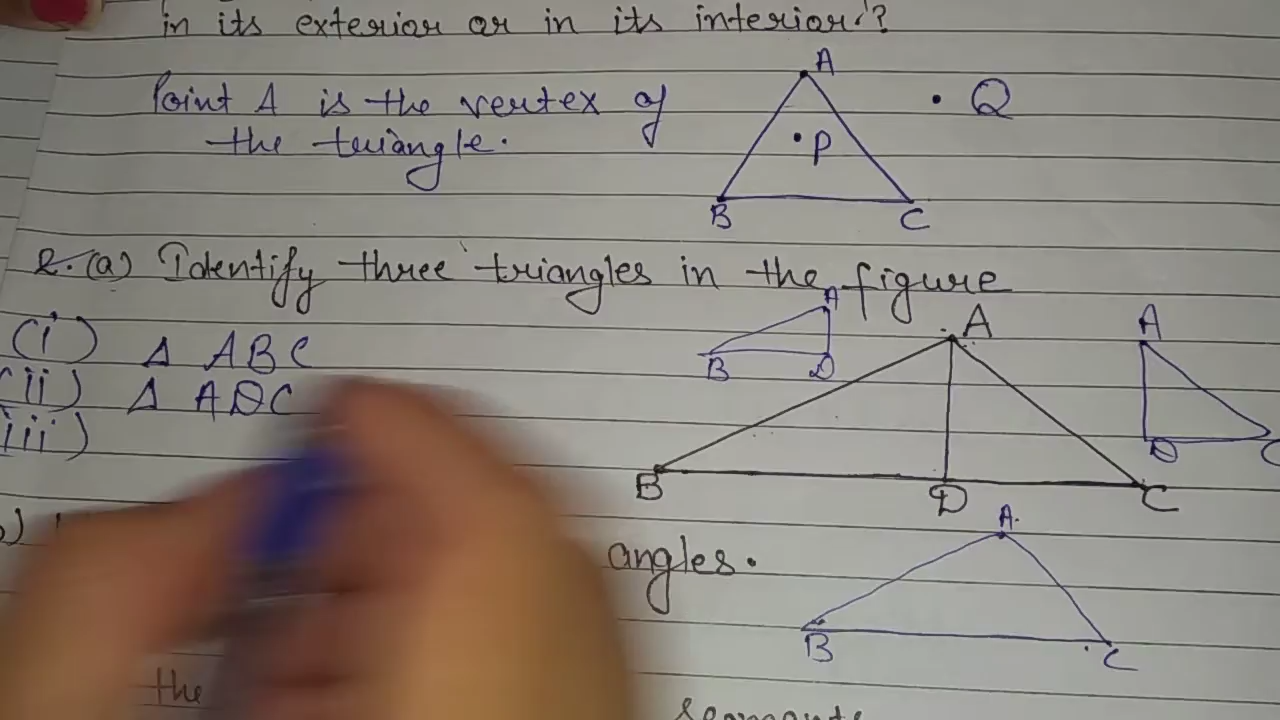 in its exterior or in its interior?
Point A is the vertex of
the triangle.
A
Q
P
B
C
2. (a) Identify three triangles in the figure
(i) Δ ABC
(ii) Δ ADC
(iii)
A
B
D
A
B
D
C
A
D
C
angles.
A
B
C
the
segments